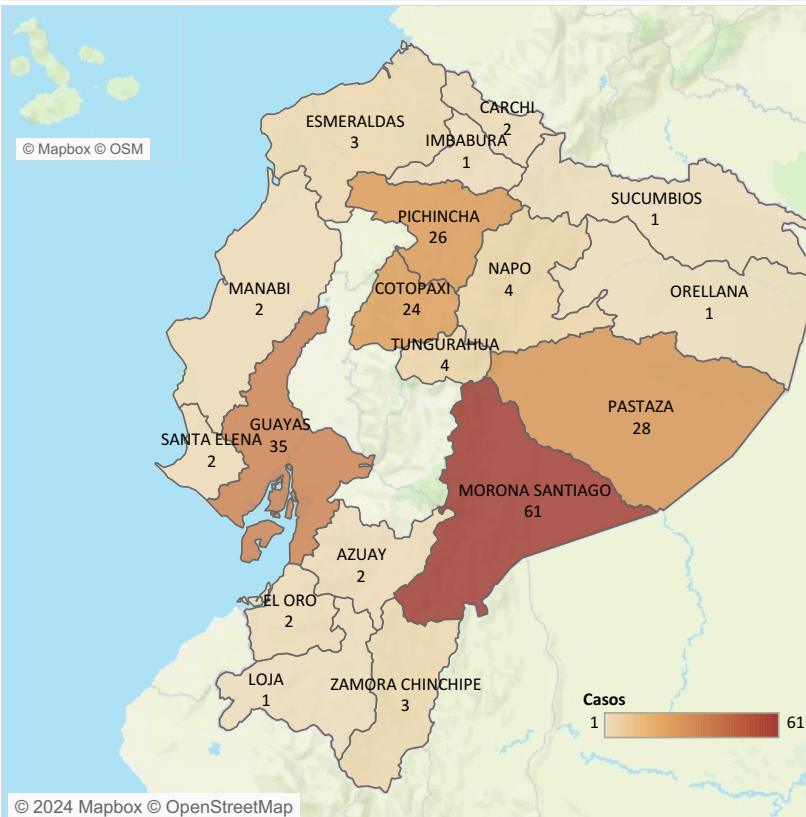 © Mapbox © OSM
ESMERALDAS
3
CARCHI
2
IMBABURA
1
SUCUMBIOS
1
PICHINCHA
26
NAPO
4
MANABI
2
COTOPAXI
24
ORELLANA
1
TUNGURAHUA
4
PASTAZA
28
GUAYAS
35
SANTA ELENA
2
MORONA SANTIAGO
61
AZUAY
2
EL ORO
2
LOJA
1
ZAMORA CHINCHIPE
3
Casos
1 61
© 2024 Mapbox © OpenStreetMap